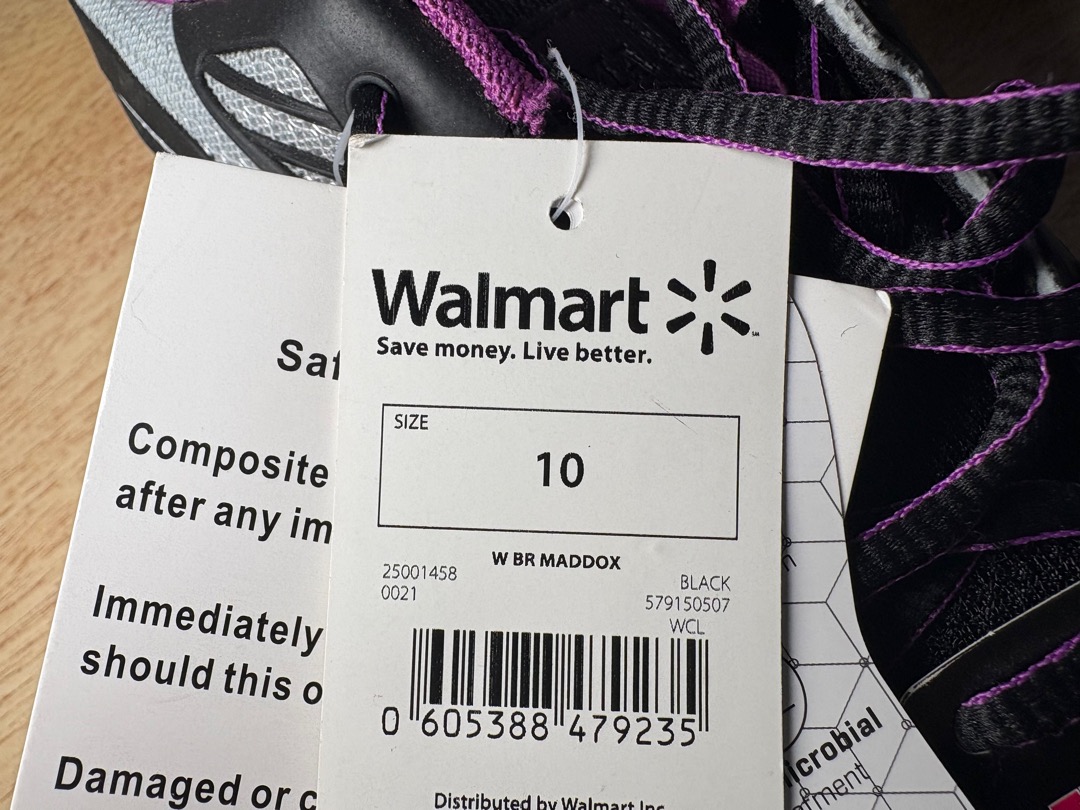 Walmart
Save money. Live better.
SIZE
10
W BR MADDOX
25001458
0021
BLACK
579150507
WCL
0 605388 479235
Distributed by Walmart Inc.
Saf
Composite
after any im
Immediately
should this o
Damaged or c
icrobial